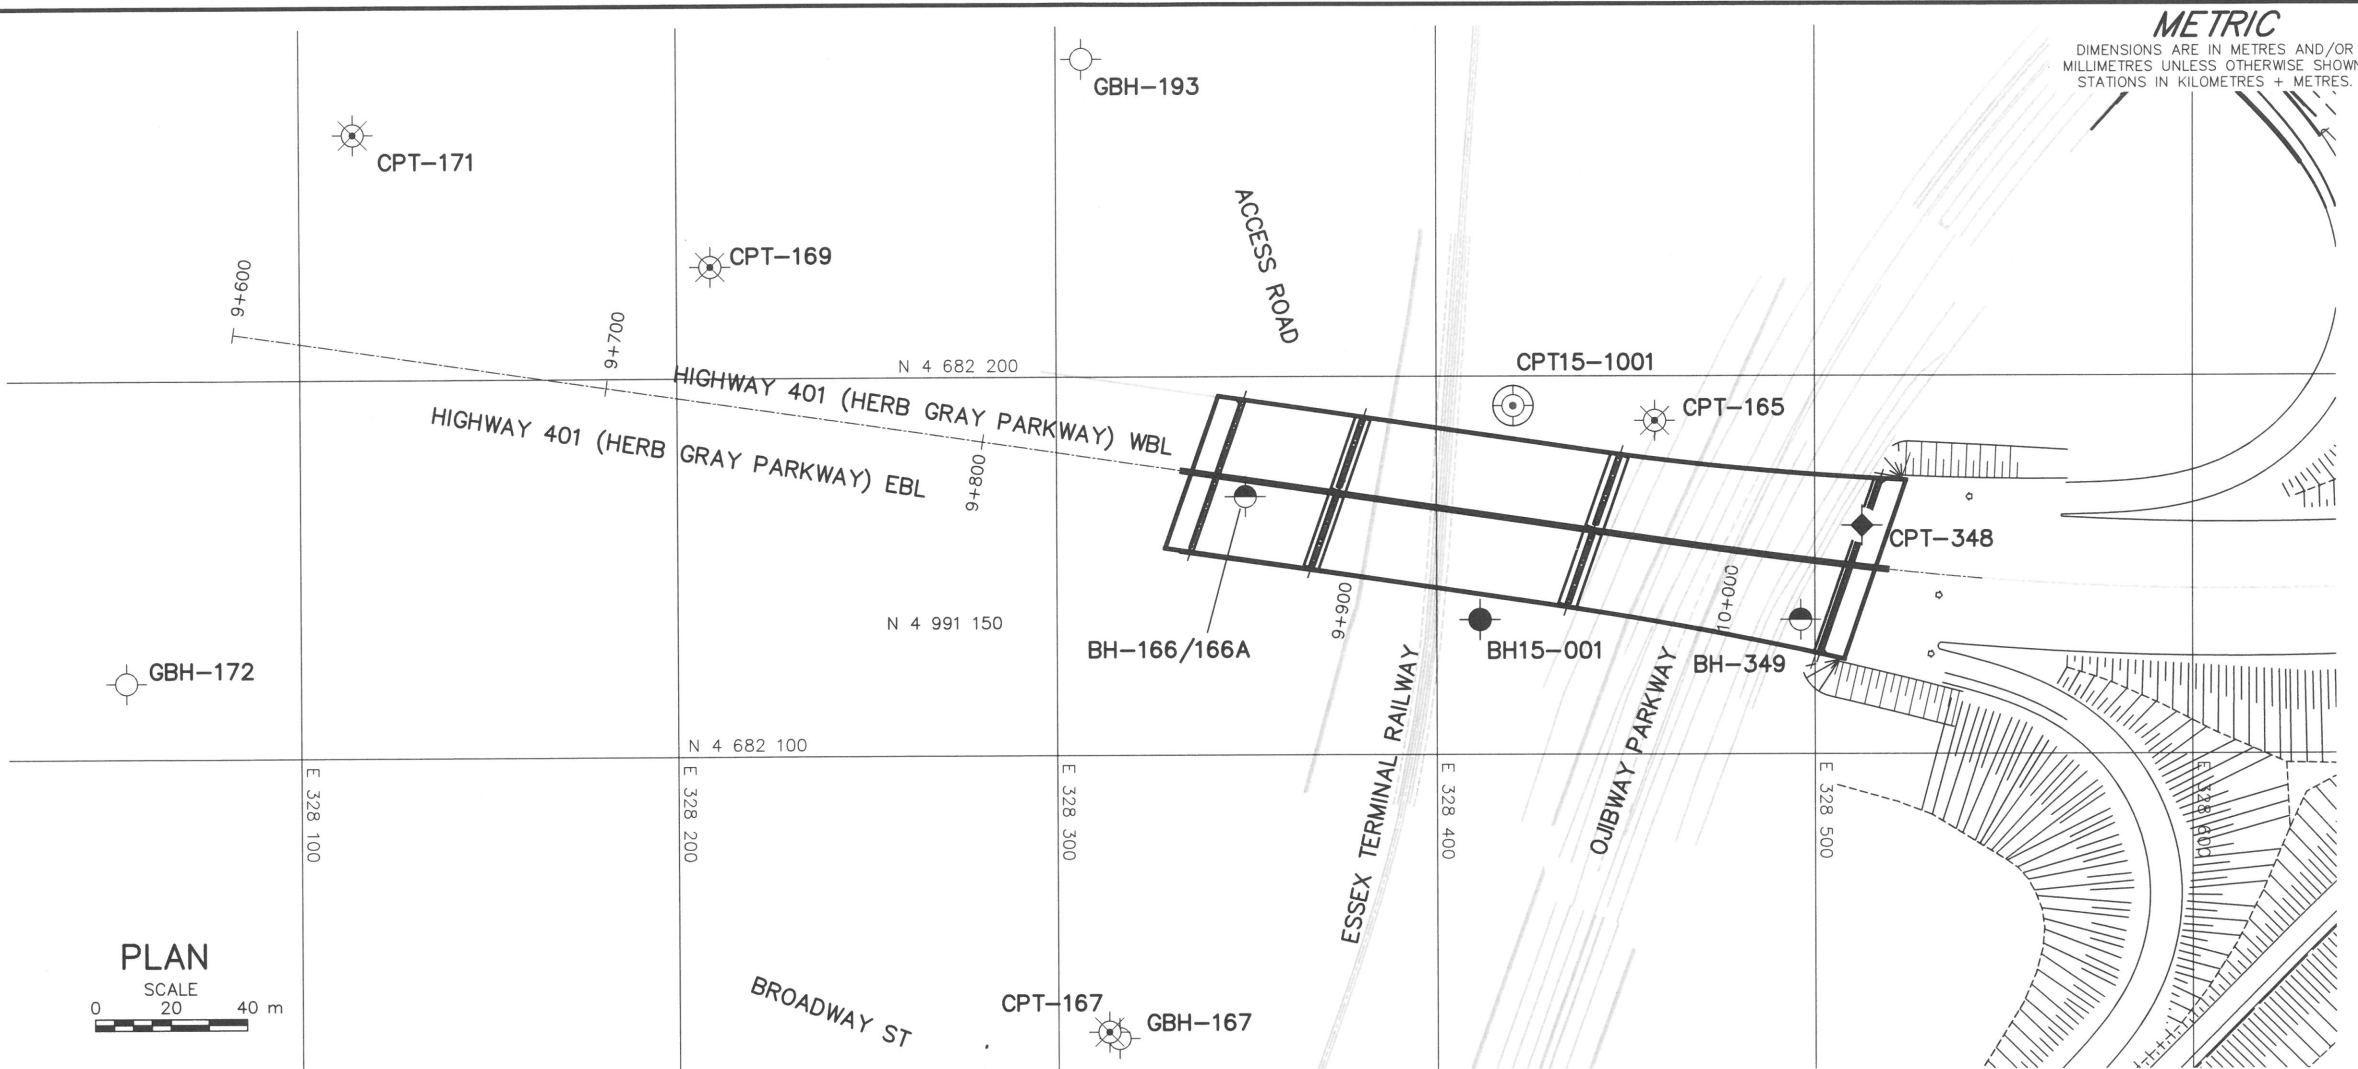 METRIC
DIMENSIONS ARE IN METRES AND/OR
MILLIMETRES UNLESS OTHERWISE SHOWN
STATIONS IN KILOMETRES + METRES.
GBH-193
CPT-171
CPT-169
ACCESS ROAD
9+600
9+700
N 4 682 200
CPT15-1001
HIGHWAY 401 (HERB GRAY PARKWAY) WBL
CPT-165
HIGHWAY 401 (HERB GRAY PARKWAY) EBL
9+800
CPT-348
9+900
10+000
N 4 991 150
BH-166/166A
BH15-001
BH-349
GBH-172
ESSEX TERMINAL RAILWAY
OJIBWAY PARKWAY
N 4 682 100
E 328 100
E 328 200
E 328 300
E 328 400
E 328 500
E 328 600
PLAN
SCALE
0 20 40 m
BROADWAY ST
CPT-167
GBH-167